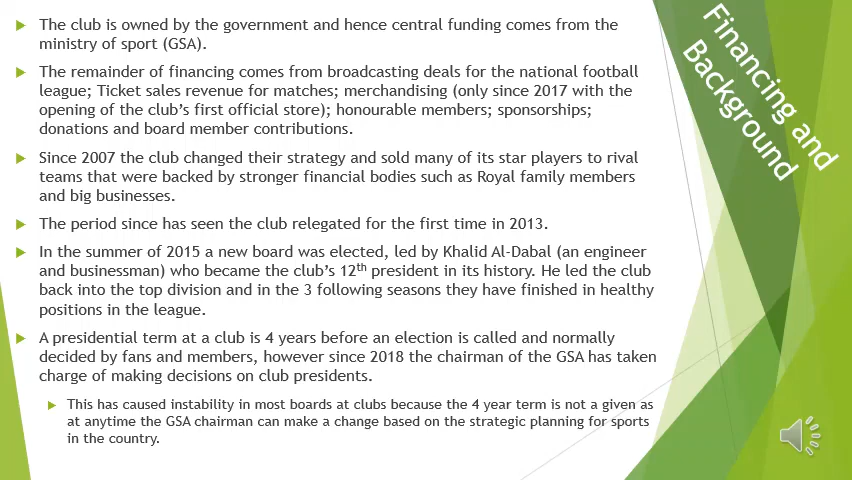 Financing and
Background
The club is owned by the government and hence central funding comes from the
ministry of sport (GSA).
The remainder of financing comes from broadcasting deals for the national football
league; Ticket sales revenue for matches; merchandising (only since 2017 with the
opening of the club’s first official store); honourable members; sponsorships;
donations and board member contributions.
Since 2007 the club changed their strategy and sold many of its star players to rival
teams that were backed by stronger financial bodies such as Royal family members
and big businesses.
The period since has seen the club relegated for the first time in 2013.
In the summer of 2015 a new board was elected, led by Khalid Al-Dabal (an engineer
and businessman) who became the club’s 12th president in its history. He led the club
back into the top division and in the 3 following seasons they have finished in healthy
positions in the league.
A presidential term at a club is 4 years before an election is called and normally
decided by fans and members, however since 2018 the chairman of the GSA has taken
charge of making decisions on club presidents.
This has caused instability in most boards at clubs because the 4 year term is not a given as
at anytime the GSA chairman can make a change based on the strategic planning for sports
in the country.